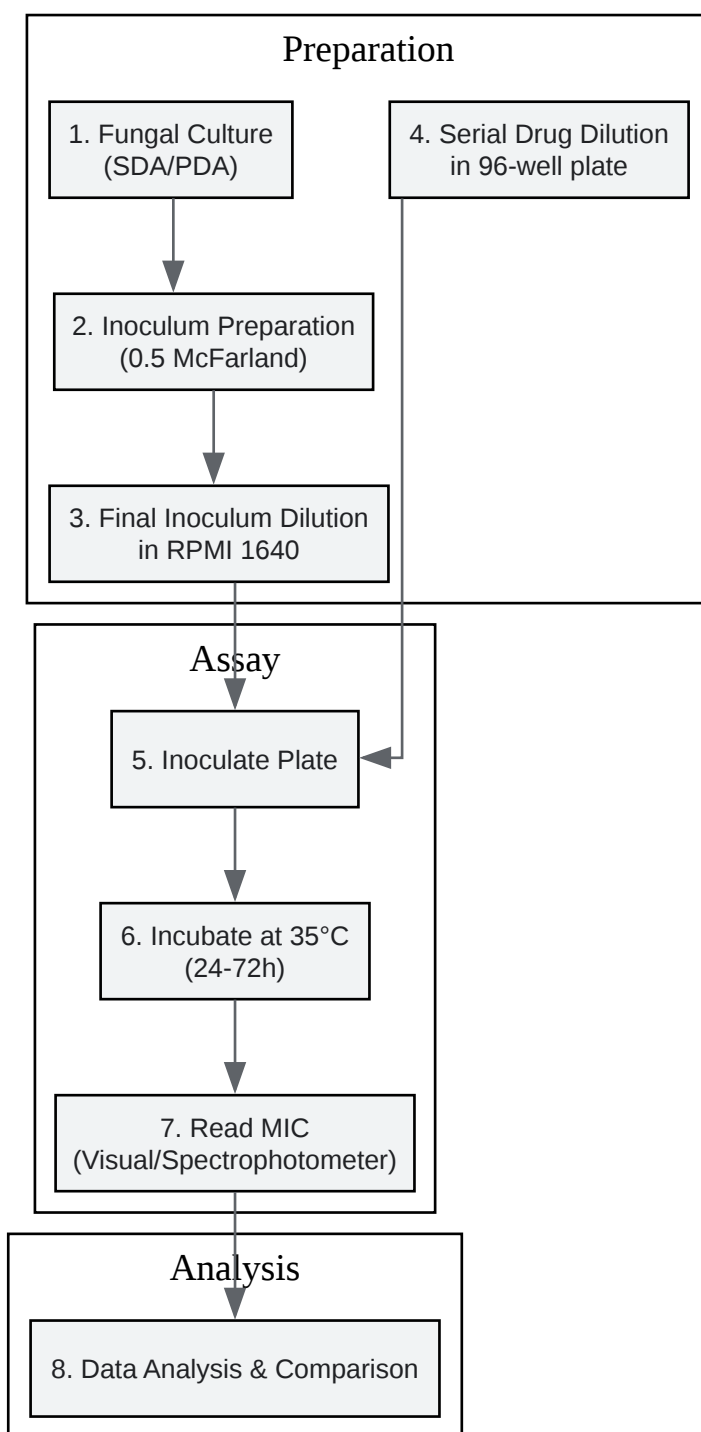 Preparation
1. Fungal Culture
(SDA/PDA)
4. Serial Drug Dilution
in 96-well plate
2. Inoculum Preparation
(0.5 McFarland)
3. Final Inoculum Dilution
in RPMI 1640
Assay
5. Inoculate Plate
6. Incubate at 35°C
(24-72h)
7. Read MIC
(Visual/Spectrophotometer)
Analysis
8. Data Analysis & Comparison